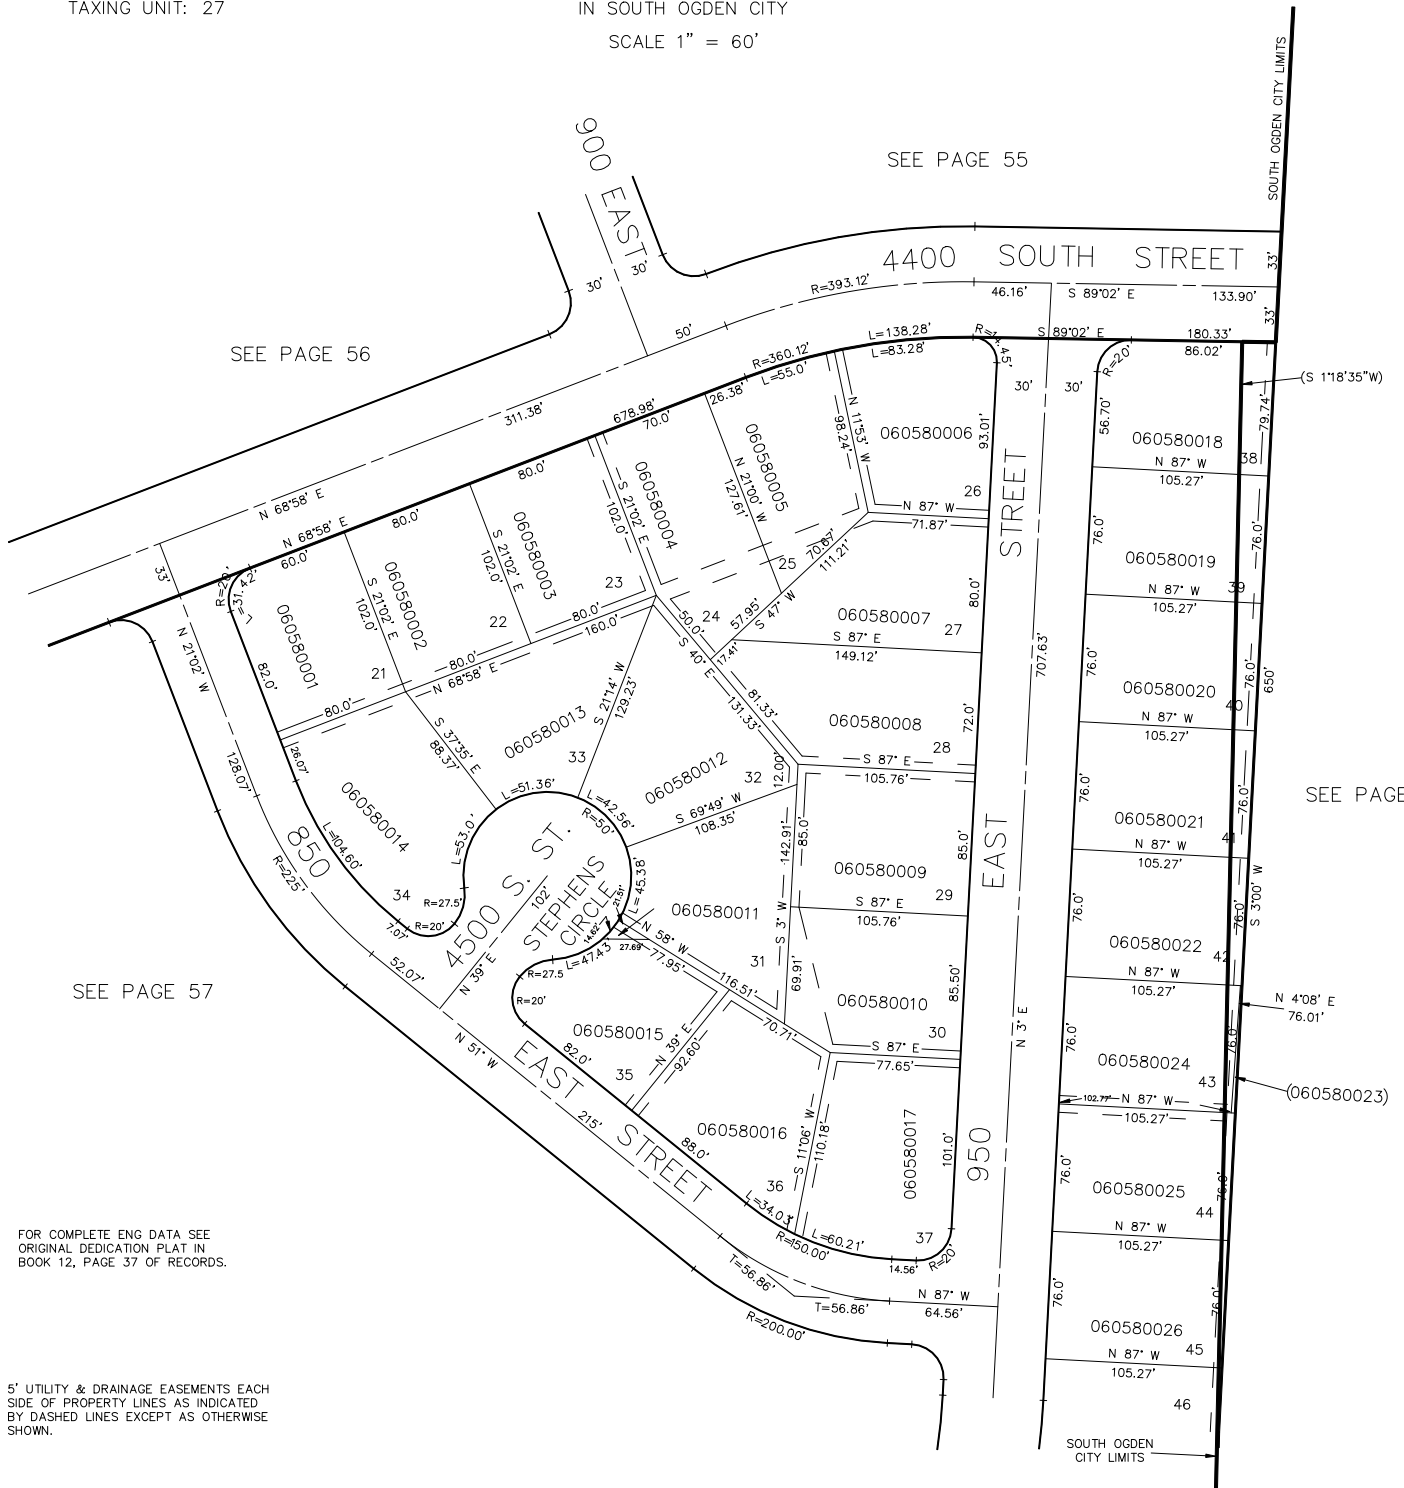 TAXING UNIT: 27
IN SOUTH OGDEN CITY
SCALE 1" = 60'
SOUTH OGDEN CITY LIMITS
900 EAST
30'
30'
SEE PAGE 55
4400 SOUTH STREET
33'
33'
R=393.12'
46.16'
S 89°02' E
133.90'
50'
SEE PAGE 56
L=138.28'
L=83.28'
R=14.45'
S 89°02' E
180.33'
86.02'
R=360.12'
L=55.0'
R=20'
30'
30'
(S 1°18'35"W)
26.38'
678.98'
70.0'
311.38'
80.0'
80.0'
N 68°58' E
N 68°58' E
60.0'
33'
R=20'
L=31.42'
N 11°53' W
98.24'
060580006
93.01'
26
N 87° W
71.87'
060580005
N 21°00' W
127.61'
25
060580004
S 21°02' E
102.0'
24
060580003
S 21°02' E
102.0'
23
060580002
S 21°02' E
102.0'
22
060580001
82.0'
21
80.0'
80.0'
80.0'
160.0'
N 68°58' E
70.67'
111.21'
57.95'
S 47° W
17.41'
50.0'
S 40° E
81.33'
131.33'
12.00'
060580007
27
80.0'
S 87° E
149.12'
060580008
28
72.0'
S 87° E
105.76'
060580009
29
85.0'
85.0'
142.91'
S 87° E
105.76'
S 3° W
69.91'
060580010
30
85.50'
S 87° E
77.65'
060580011
31
060580012
32
S 69°49' W
108.35'
060580013
33
S 21°14' W
129.23'
S 37°35' E
88.37'
060580014
34
26.07'
L=104.60'
7.07'
R=20'
R=27.5'
L=53.0'
L=51.36'
L=42.56'
R=50'
L=45.38'
21.51'
14.62'
27.69'
L=47.43
R=27.5
R=20'
4500 S. ST.
STEPHENS
CIRCLE
102'
N 39° E
N 58° W
77.95'
116.51'
70.71'
060580015
35
82.0'
N 39° E
92.60'
060580016
36
88.0'
L=34.03'
S 11°06' W
110.18'
060580017
37
101.0'
L=60.21'
14.56'
R=20'
R=150.00'
N 21°02' W
128.07'
R=225'
850
EAST STREET
52.07'
N 51° W
215'
T=56.86'
T=56.86'
N 87° W
64.56'
R=200.00'
SEE PAGE 57
950
EAST
STREET
707.63'
N 3° E
56.70'
060580018
79.74'
N 87° W
38
105.27'
76.0'
76.0'
060580019
N 87° W
39
105.27'
76.0'
76.0'
650'
060580020
40
N 87° W
105.27'
76.0'
76.0'
060580021
41
N 87° W
105.27'
SEE PAGE
76.0'
76.0'
S 3°00' W
060580022
42
N 87° W
105.27'
N 4°08' E
76.01'
76.0'
76.0'
060580024
43
(060580023)
102.77'
N 87° W
105.27'
76.0'
76.0'
060580025
44
N 87° W
105.27'
76.0'
76.0'
060580026
45
N 87° W
105.27'
46
SOUTH OGDEN
CITY LIMITS
FOR COMPLETE ENG DATA SEE
ORIGINAL DEDICATION PLAT IN
BOOK 12, PAGE 37 OF RECORDS.
5' UTILITY & DRAINAGE EASEMENTS EACH
SIDE OF PROPERTY LINES AS INDICATED
BY DASHED LINES EXCEPT AS OTHERWISE
SHOWN.